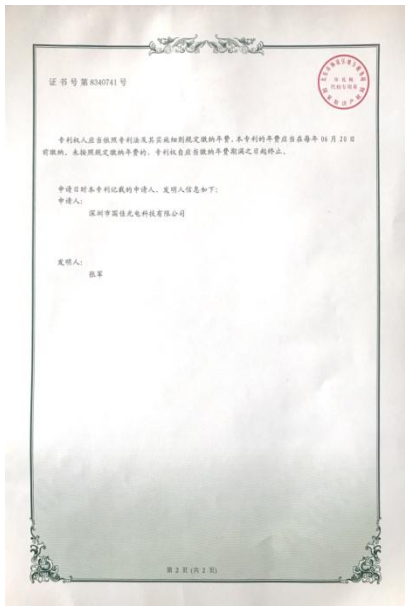 证书号第8340741号
专利权人应当依照专利法及其实施细则规定缴纳年费。本专利的年费应当在每年06月20日
前缴纳。未按照规定缴纳年费的，专利权自应当缴纳年费期满之日起终止。
申请日时本专利记载的申请人、发明人信息如下：
申请人：
深圳市国佳光电科技有限公司
发明人：
张军
第 2 页 (共 2 页)